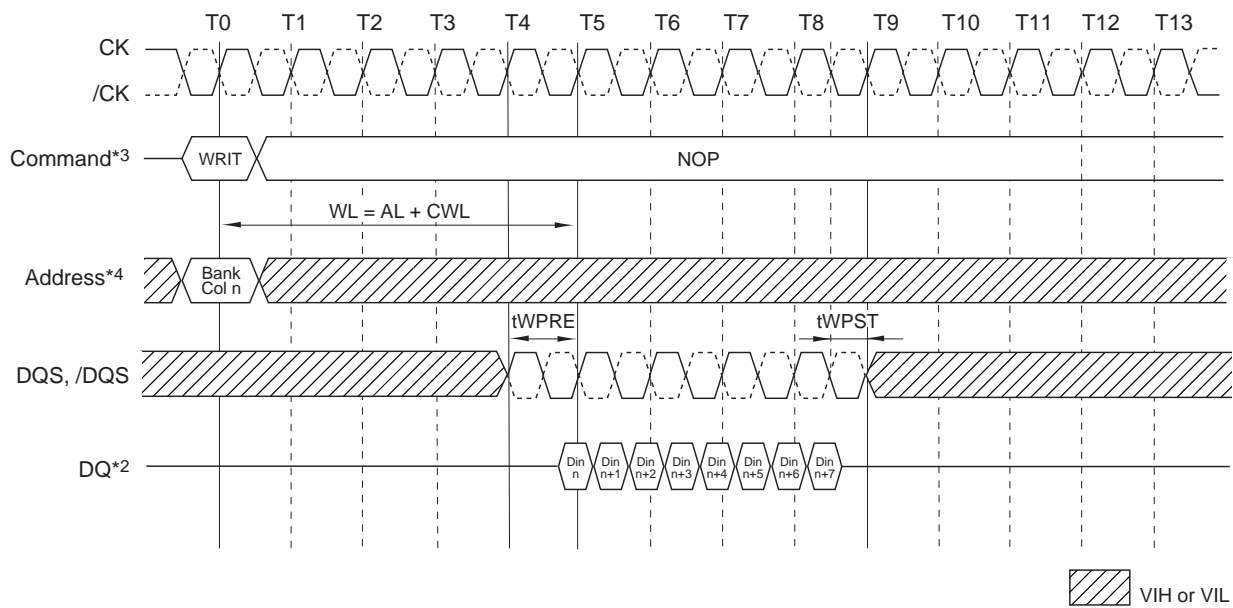 T0 T1 T2 T3 T4 T5 T6 T7 T8 T9 T10 T11 T12 T13
CK
/CK
Command*3 WRIT NOP
WL = AL + CWL
Address*4 Bank
Col n
tWPRE tWPST
DQS, /DQS
DQ*2 Din Din Din Din Din Din Din Din
n n+1 n+2 n+3 n+4 n+5 n+6 n+7
VIH or VIL